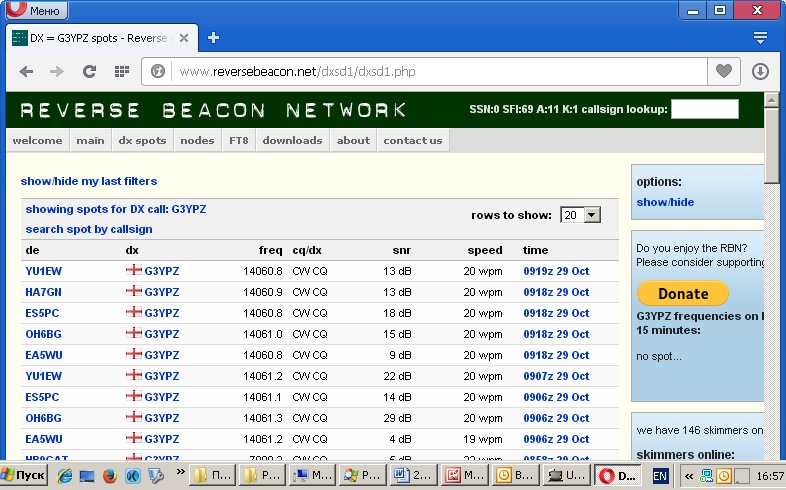 Меню
DX = G3YPZ spots - Reverse
www.reversebeacon.net/dxsd1/dxsd1.php
REVERSE BEACON NETWORK
SSN:0 SFI:69 A:11 K:1 callsign lookup:
welcome main dx spots nodes FT8 downloads about contact us
show/hide my last filters
showing spots for DX call: G3YPZ
search spot by callsign
rows to show: 20
de dx freq cq/dx snr speed time
YU1EW G3YPZ 14060.8 CW CQ 13 dB 20 wpm 0919z 29 Oct
HA7GN G3YPZ 14060.9 CW CQ 13 dB 20 wpm 0918z 29 Oct
ES5PC G3YPZ 14060.8 CW CQ 18 dB 20 wpm 0918z 29 Oct
OH6BG G3YPZ 14061.0 CW CQ 15 dB 20 wpm 0918z 29 Oct
EA5WU G3YPZ 14060.8 CW CQ 9 dB 20 wpm 0918z 29 Oct
YU1EW G3YPZ 14061.2 CW CQ 22 dB 20 wpm 0907z 29 Oct
ES5PC G3YPZ 14061.1 CW CQ 14 dB 20 wpm 0906z 29 Oct
OH6BG G3YPZ 14061.3 CW CQ 29 dB 20 wpm 0906z 29 Oct
EA5WU G3YPZ 14061.2 CW CQ 4 dB 19 wpm 0906z 29 Oct
G3YPZ CW CQ 5 dB 22 wpm 0858z 29 Oct
options:
show/hide
Do you enjoy the RBN?
Please consider supporting
Donate
G3YPZ frequencies on
15 minutes:
no spot...
we have 146 skimmers on
skimmers online:
Пуск
П...
P...
M...
P...
2...
M...
В...
U...
D...
EN
16:57